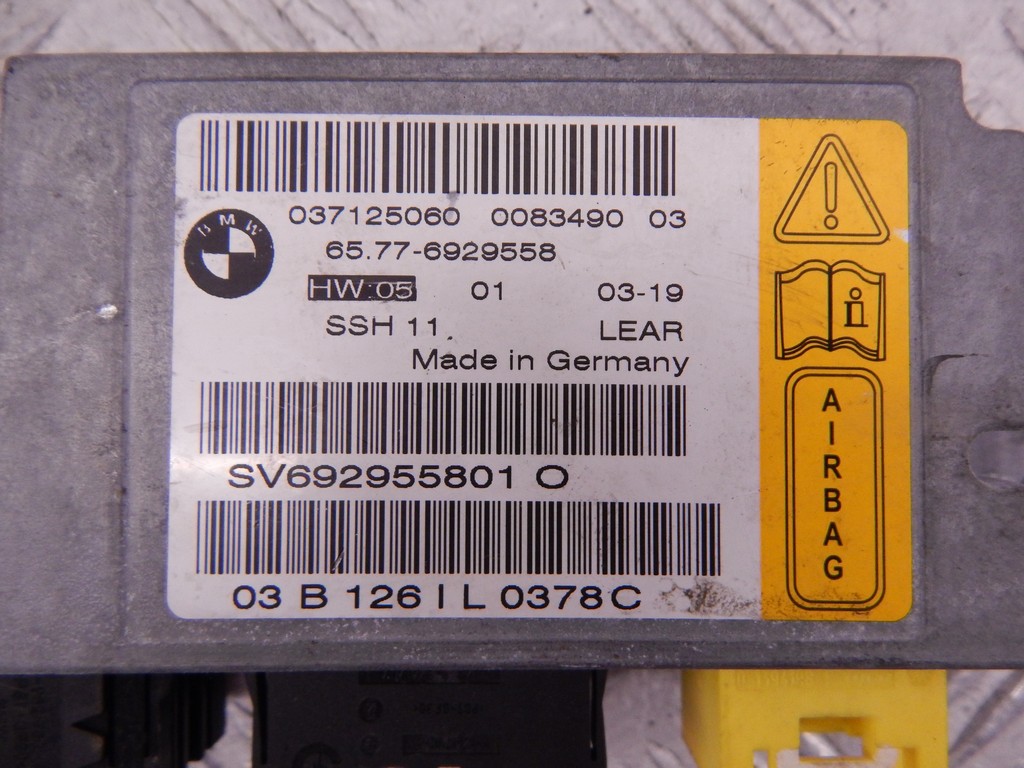 037125060 0083490 03
BMW
65.77-6929558
HW:05 01 03-19
SSH 11 LEAR
Made in Germany
SV692955801 O
03 B 126 I L 0378C
i
AIRBAG